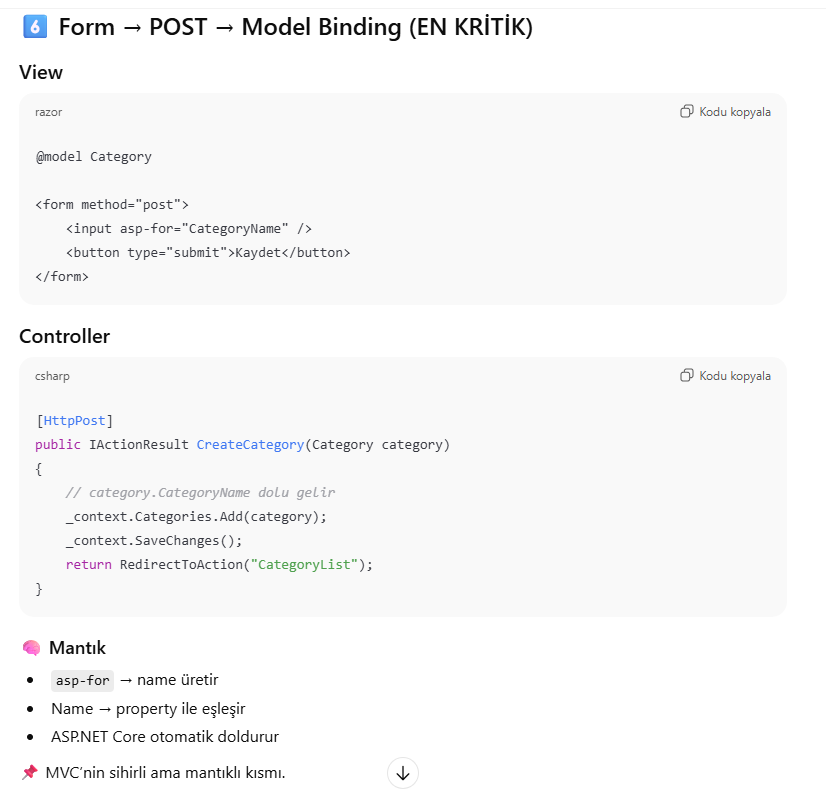 6 Form → POST → Model Binding (EN KRİTİK)
View
razor
Kodu kopyala
@model Category
<form method="post">
    <input asp-for="CategoryName" />
    <button type="submit">Kaydet</button>
</form>
Controller
csharp
Kodu kopyala
[HttpPost]
public IActionResult CreateCategory(Category category)
{
    // category.CategoryName dolu gelir
    _context.Categories.Add(category);
    _context.SaveChanges();
    return RedirectToAction("CategoryList");
}
🧠 Mantık
• asp-for → name üretir
• Name → property ile eşleşir
• ASP.NET Core otomatik doldurur
📌 MVC’nin sihirli ama mantıklı kısmı.